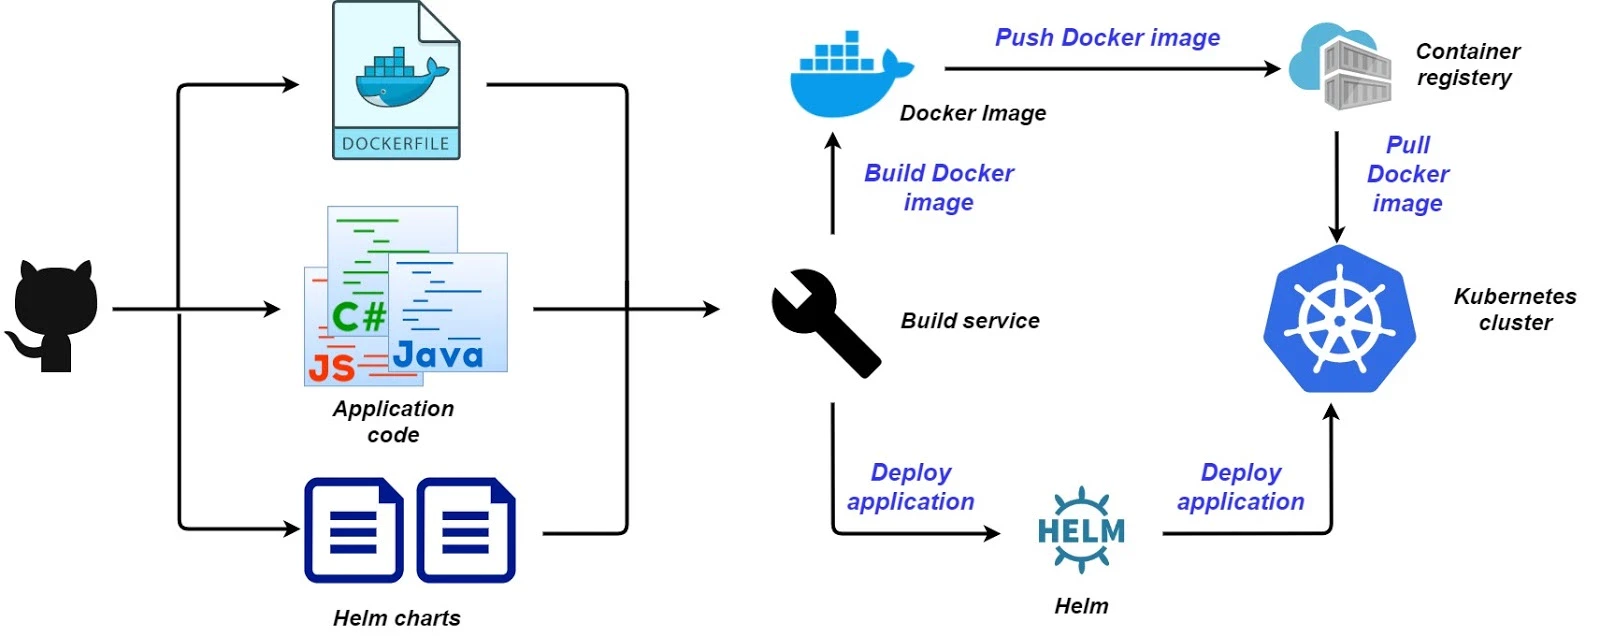 DOCKERFILE
C#
JS
Java
Application
code
Helm charts
Docker Image
Push Docker image
Container
registery
Build Docker
image
Pull
Docker
image
Build service
Kubernetes
cluster
Deploy
application
HELM
Helm
Deploy
application